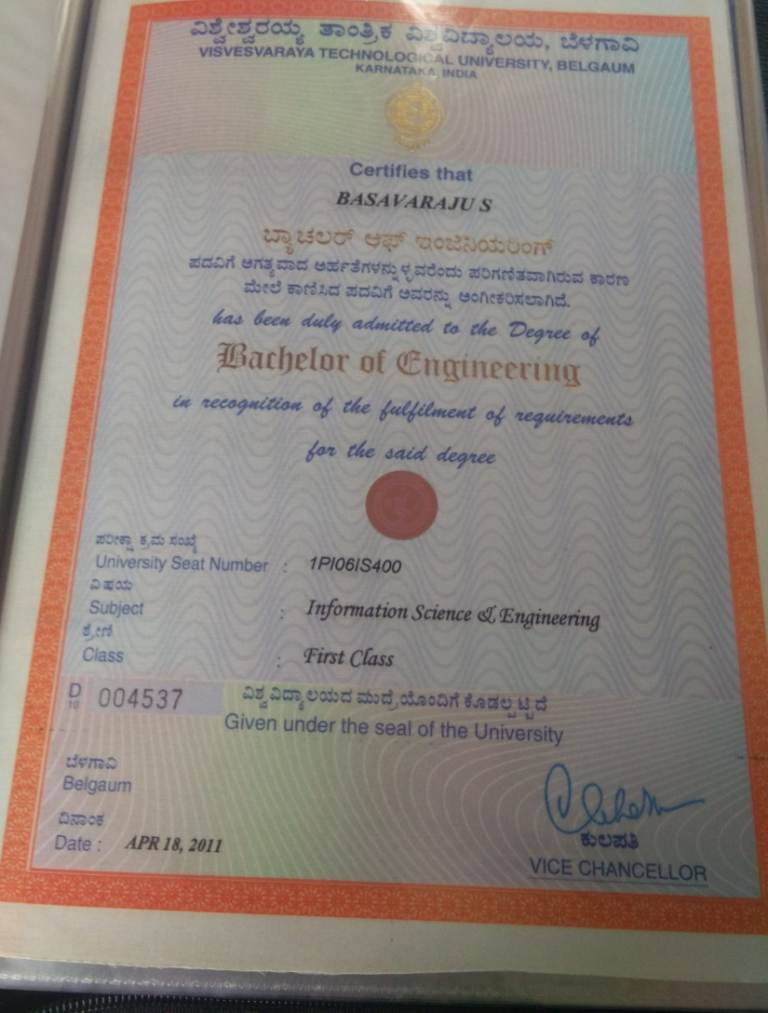 ವಿಶ್ವೇಶ್ವರಯ್ಯ ತಾಂತ್ರಿಕ ವಿಶ್ವವಿದ್ಯಾಲಯ, ಬೆಳಗಾವಿ
VISVESVARAYA TECHNOLOGICAL UNIVERSITY, BELGAUM
KARNATAKA, INDIA
Certifies that
BASAVARAJU S
ಬ್ಯಾಚಲರ್ ಆಫ್ ಇಂಜಿನಿಯರಿಂಗ್
ಪದವಿಗೆ ಅಗತ್ಯವಾದ ಅರ್ಹತೆಗಳನ್ನುಳ್ಳವರೆಂದು ಪರಿಗಣಿತವಾಗಿರುವ ಕಾರಣ
ಮೇಲೆ ಕಾಣಿಸಿದ ಪದವಿಗೆ ಅವರನ್ನು ಅಂಗೀಕರಿಸಲಾಗಿದೆ.
has been duly admitted to the Degree of
Bachelor of Engineering
in recognition of the fulfilment of requirements
for the said degree
ಪರೀಕ್ಷಾ ಕ್ರಮ ಸಂಖ್ಯೆ
University Seat Number : 1PI06IS400
ವಿಷಯ
Subject : Information Science & Engineering
ಶ್ರೇಣಿ
Class : First Class
D 10 004537 ವಿಶ್ವವಿದ್ಯಾಲಯದ ಮುದ್ರೆಯೊಂದಿಗೆ ಕೊಡಲ್ಪಟ್ಟಿದೆ
Given under the seal of the University
ಬೆಳಗಾವಿ
Belgaum
ದಿನಾಂಕ
Date : APR 18, 2011
ಕುಲಪತಿ
VICE CHANCELLOR